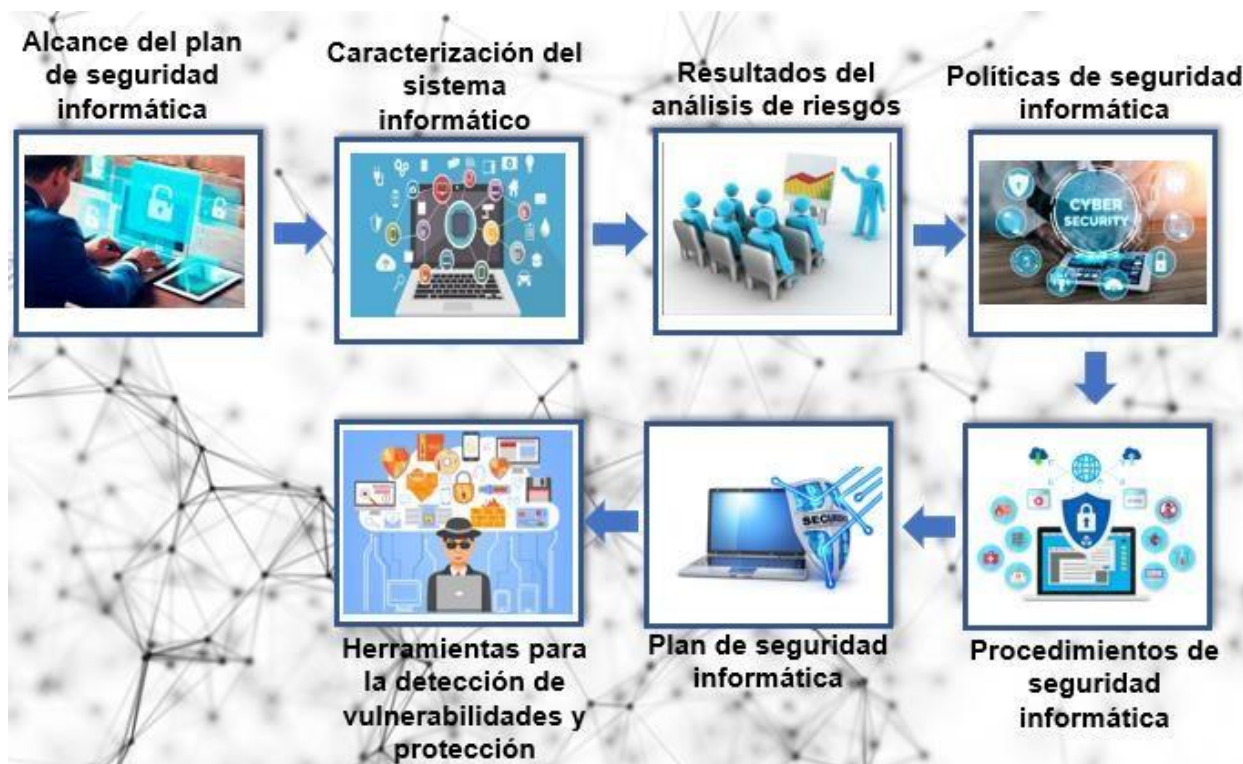 Alcance del plan
de seguridad
informática
Caracterización del
sistema
informático
Resultados del
análisis de riesgos
Políticas de seguridad
informática
CYBER
SECURITY
SECURITY
Procedimientos de
seguridad
informática
Plan de seguridad
informática
Herramientas para
la detección de
vulnerabilidades y
protección